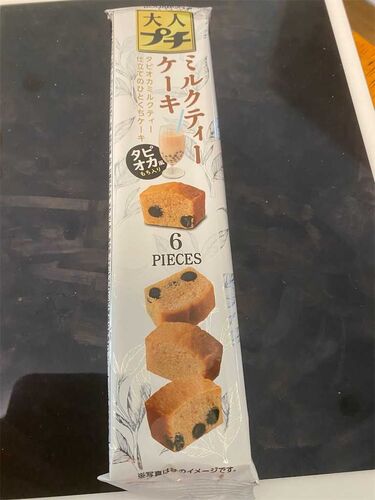 大人
プチ
ミルクティー
ケーキ
タピオカミルクティー
仕立てのひとくちケーキ
タピ
オカ風
もち入り
6
PIECES
※写真は味のイメージです。